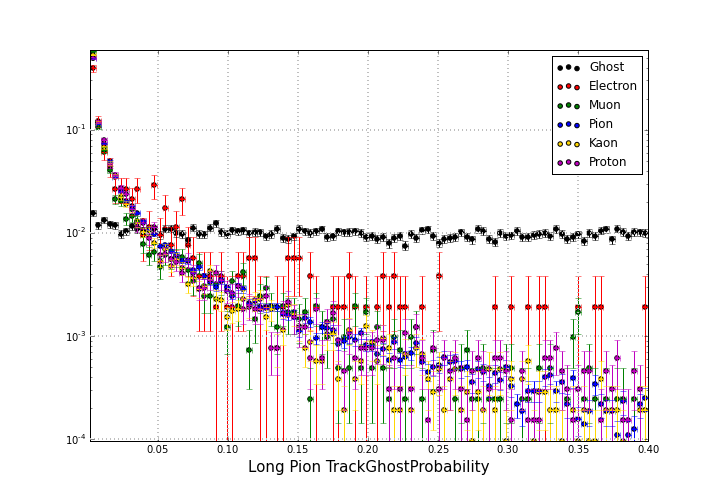 Ghost
Electron
Muon
Pion
Kaon
Proton
10^-1
10^-2
10^-3
10^-4
0.05 0.10 0.15 0.20 0.25 0.30 0.35 0.40
Long Pion TrackGhostProbability